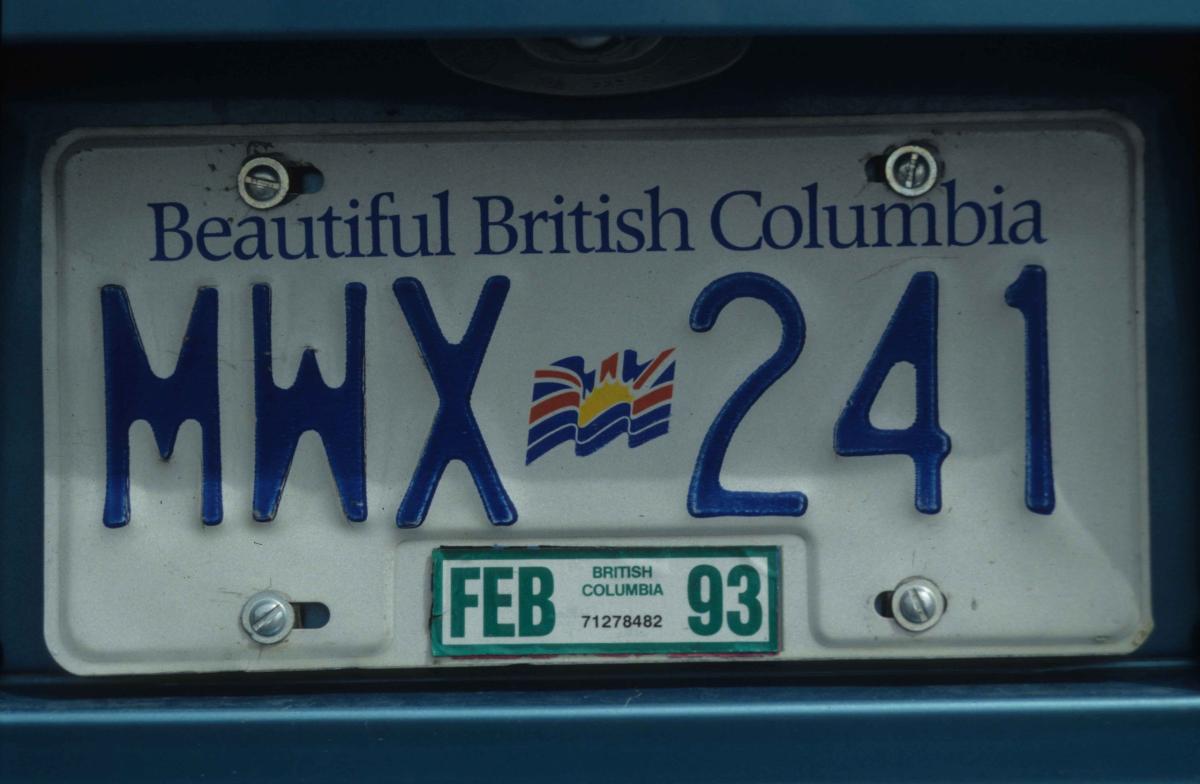 Beautiful British Columbia
MWX 241
FEB BRITISH COLUMBIA 93
71278482